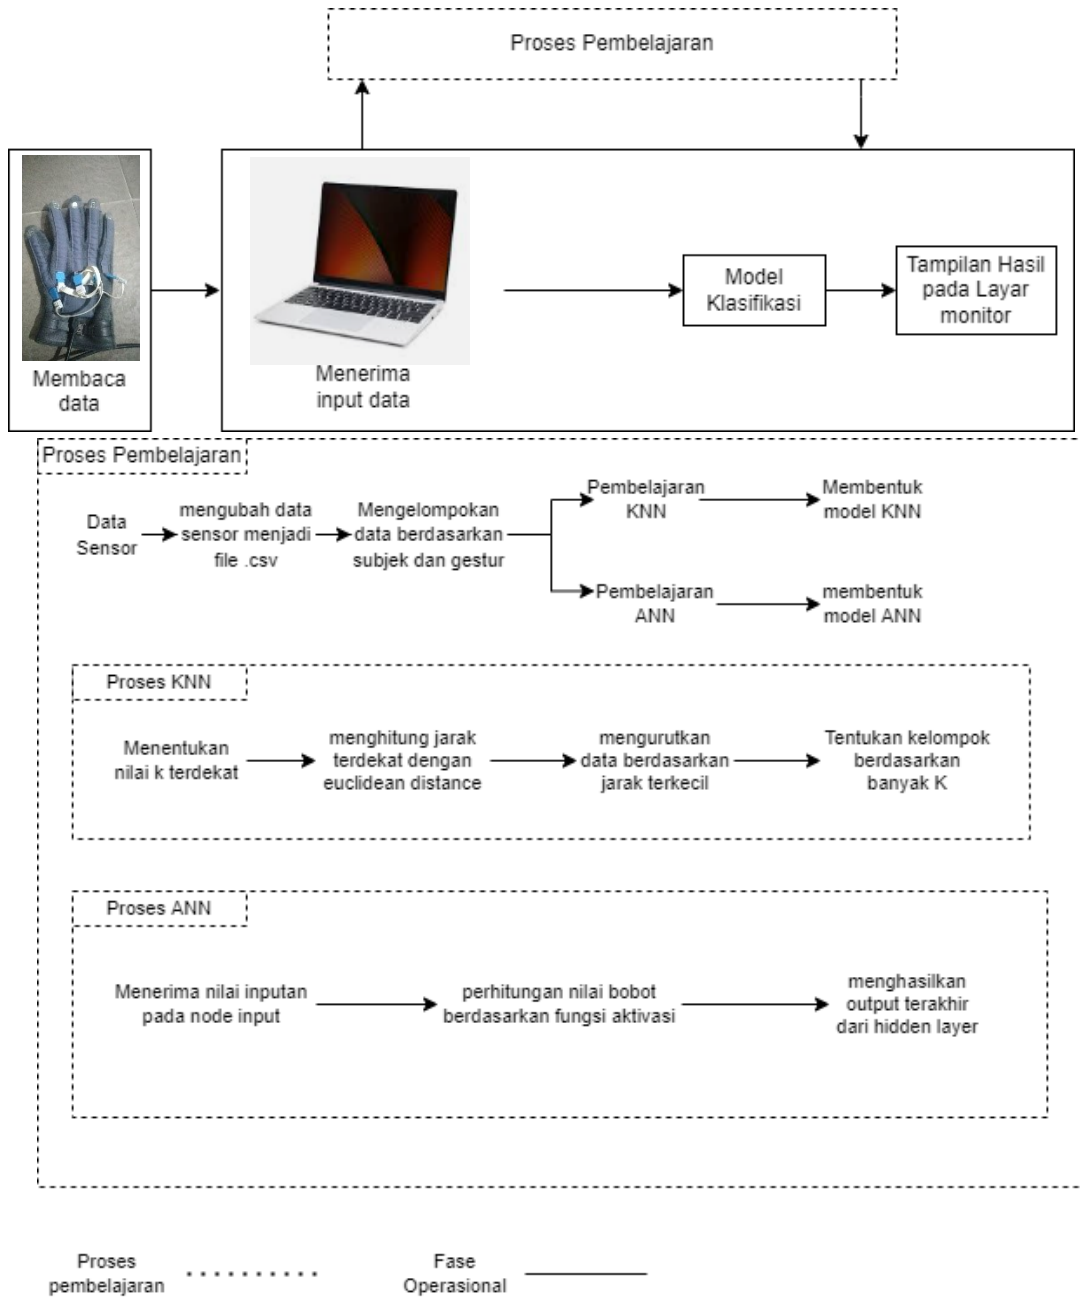 Proses Pembelajaran
Membaca
data
Menerima
input data
Model
Klasifikasi
Tampilan Hasil
pada Layar
monitor
Proses Pembelajaran
Data
Sensor
mengubah data
sensor menjadi
file .csv
Mengelompokan
data berdasarkan
subjek dan gestur
Pembelajaran
KNN
Membentuk
model KNN
Pembelajaran
ANN
membentuk
model ANN
Proses KNN
Menentukan
nilai k terdekat
menghitung jarak
terdekat dengan
euclidean distance
mengurutkan
data berdasarkan
jarak terkecil
Tentukan kelompok
berdasarkan
banyak K
Proses ANN
Menerima nilai inputan
pada node input
perhitungan nilai bobot
berdasarkan fungsi aktivasi
menghasilkan
output terakhir
dari hidden layer
Proses
pembelajaran
Fase
Operasional